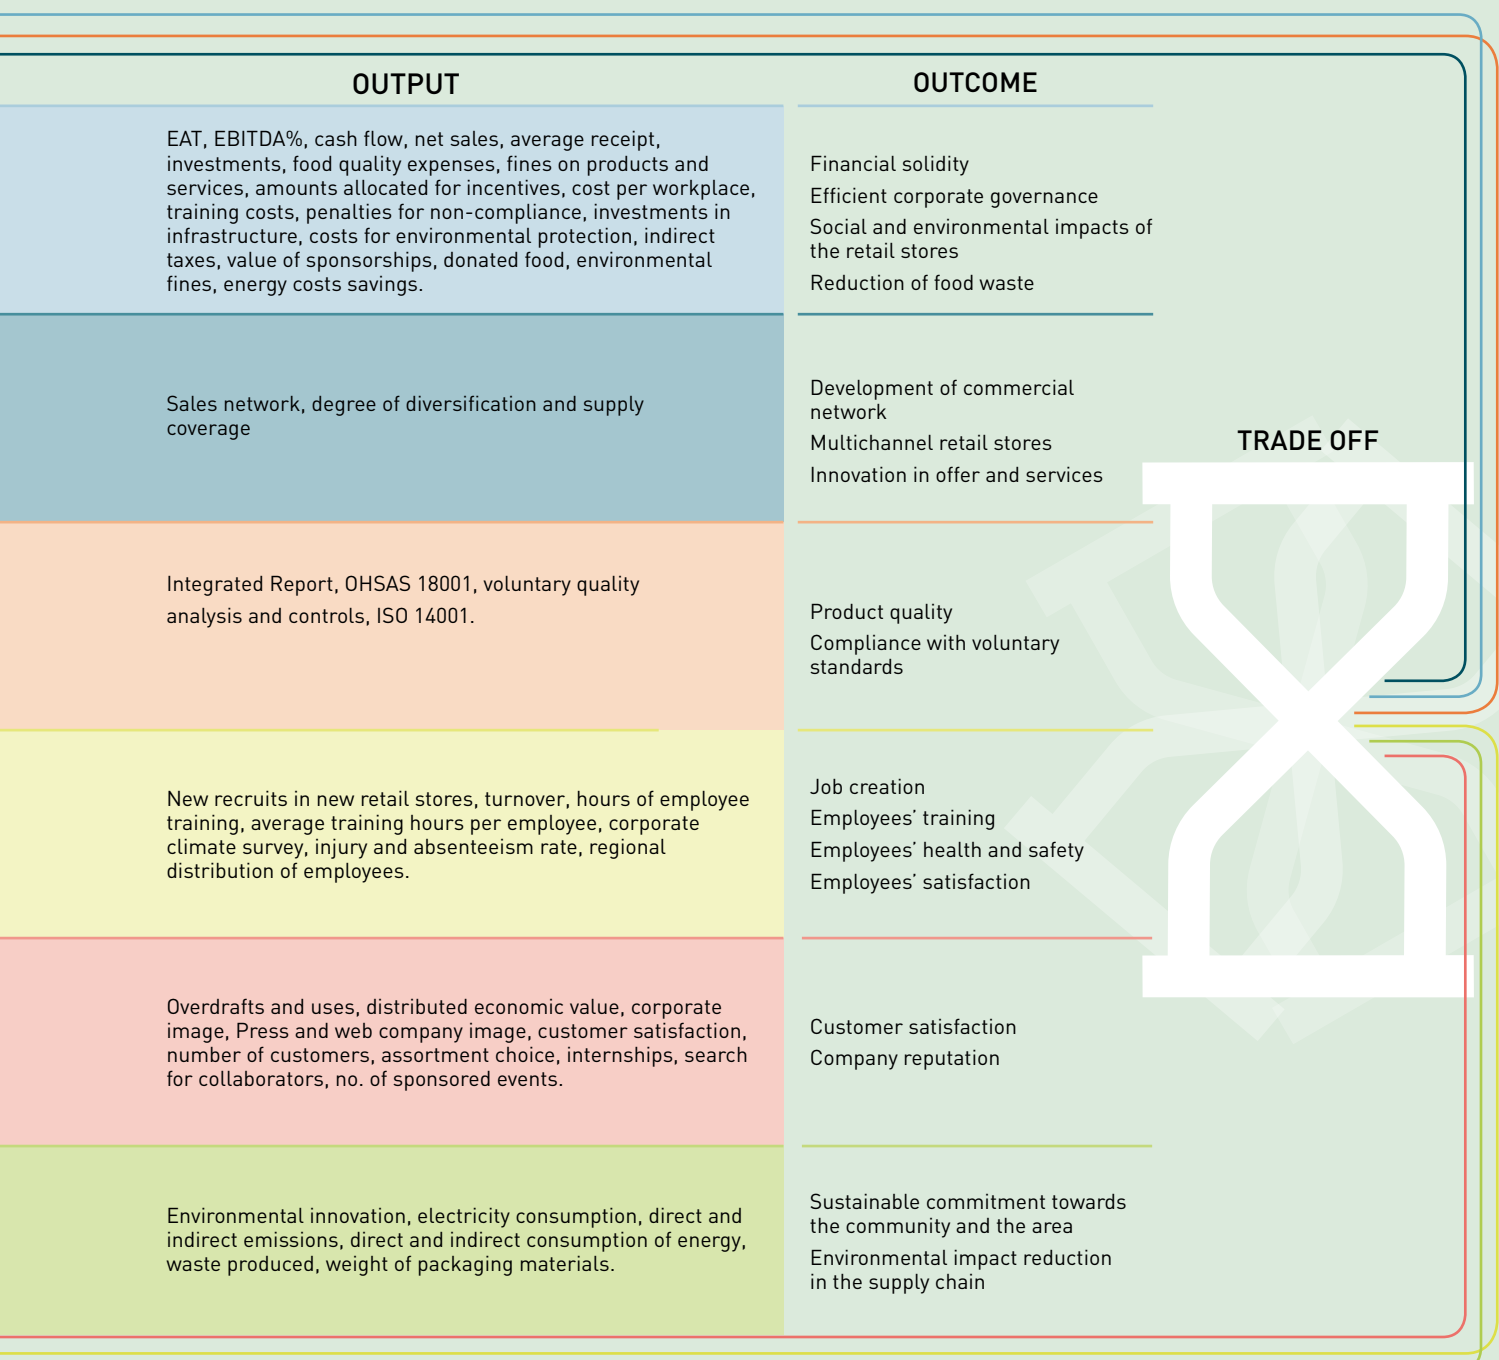 OUTPUT
OUTCOME
EAT, EBITDA%, cash flow, net sales, average receipt,
investments, food quality expenses, fines on products and
services, amounts allocated for incentives, cost per workplace,
training costs, penalties for non-compliance, investments in
infrastructure, costs for environmental protection, indirect
taxes, value of sponsorships, donated food, environmental
fines, energy costs savings.
Financial solidity
Efficient corporate governance
Social and environmental impacts of
the retail stores
Reduction of food waste
Sales network, degree of diversification and supply
coverage
Development of commercial
network
Multichannel retail stores
Innovation in offer and services
TRADE OFF
Integrated Report, OHSAS 18001, voluntary quality
analysis and controls, ISO 14001.
Product quality
Compliance with voluntary
standards
New recruits in new retail stores, turnover, hours of employee
training, average training hours per employee, corporate
climate survey, injury and absenteeism rate, regional
distribution of employees.
Job creation
Employees’ training
Employees’ health and safety
Employees’ satisfaction
Overdrafts and uses, distributed economic value, corporate
image, Press and web company image, customer satisfaction,
number of customers, assortment choice, internships, search
for collaborators, no. of sponsored events.
Customer satisfaction
Company reputation
Environmental innovation, electricity consumption, direct and
indirect emissions, direct and indirect consumption of energy,
waste produced, weight of packaging materials.
Sustainable commitment towards
the community and the area
Environmental impact reduction
in the supply chain